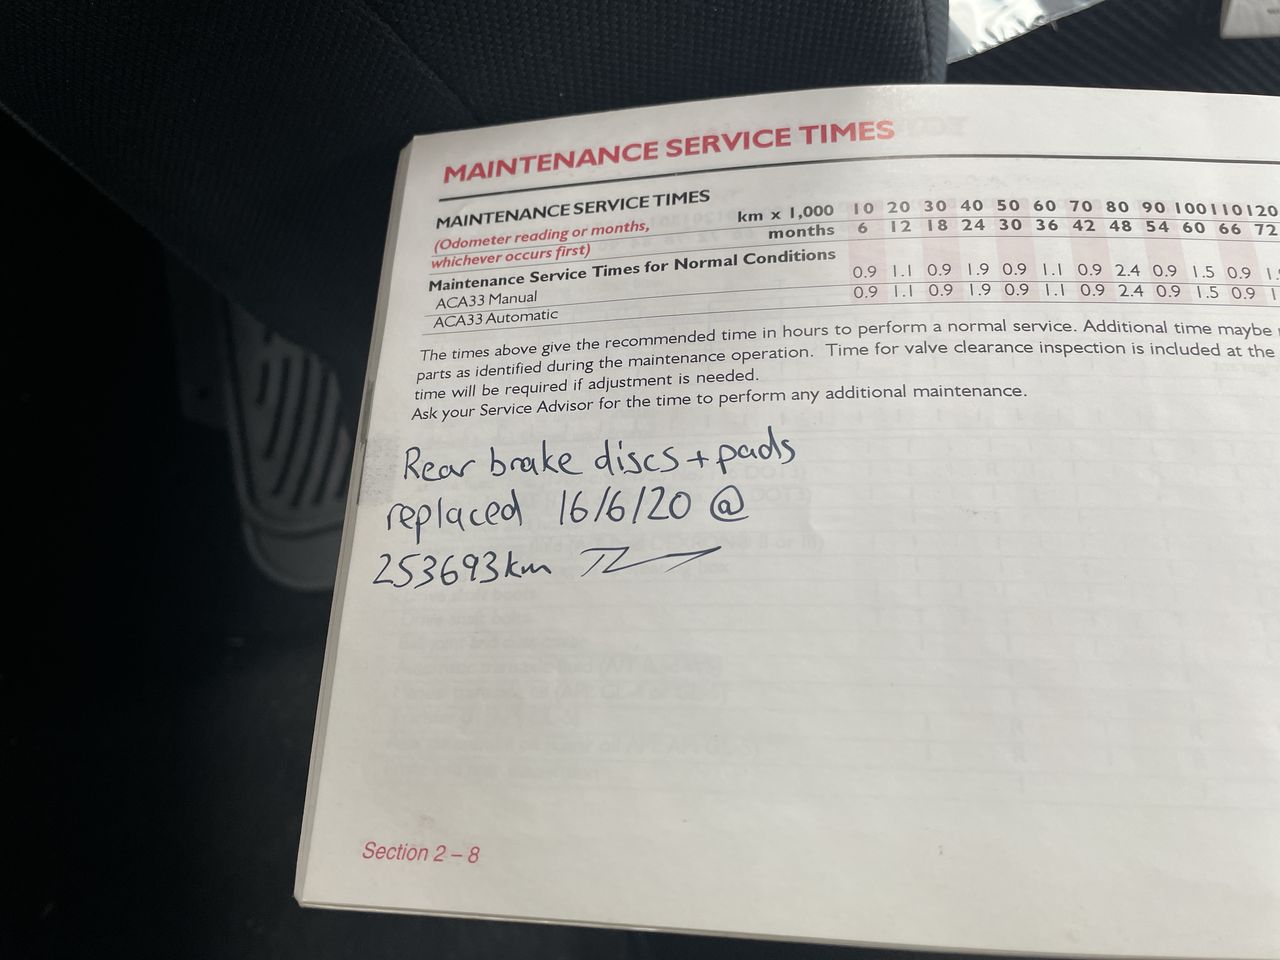 MAINTENANCE SERVICE TIMES
MAINTENANCE SERVICE TIMES
(Odometer reading or months,
whichever occurs first)
km x 1,000 10 20 30 40 50 60 70 80 90 100 110 120
months 6 12 18 24 30 36 42 48 54 60 66 72
Maintenance Service Times for Normal Conditions
ACA33 Manual 0.9 1.1 0.9 1.9 0.9 1.1 0.9 2.4 0.9 1.5 0.9
ACA33 Automatic 0.9 1.1 0.9 1.9 0.9 1.1 0.9 2.4 0.9 1.5 0.9
The times above give the recommended time in hours to perform a normal service. Additional time maybe
parts as identified during the maintenance operation. Time for valve clearance inspection is included at the
time will be required if adjustment is needed.
Ask your Service Advisor for the time to perform any additional maintenance.
Rear brake discs + pads
replaced 16/6/20 @
253693km
Section 2 – 8